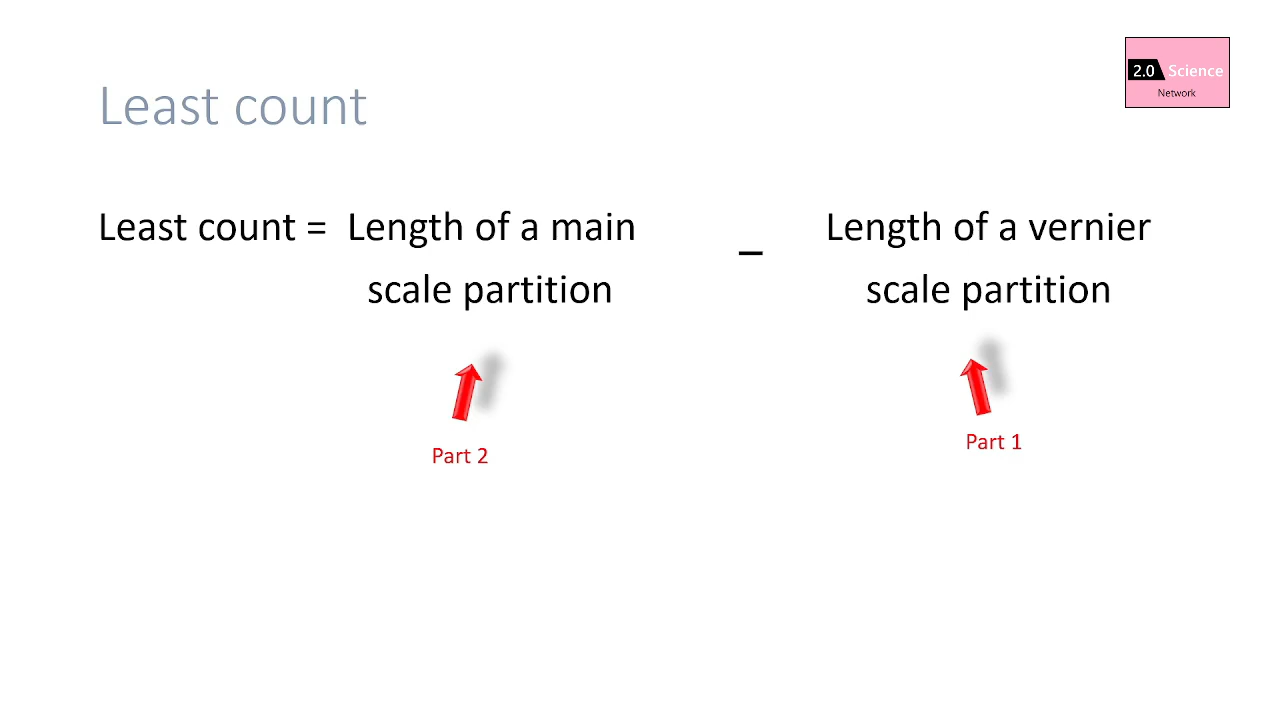 2.0 Science
Network
Least count
Least count = Length of a main − Length of a vernier
scale partition scale partition
Part 2 Part 1